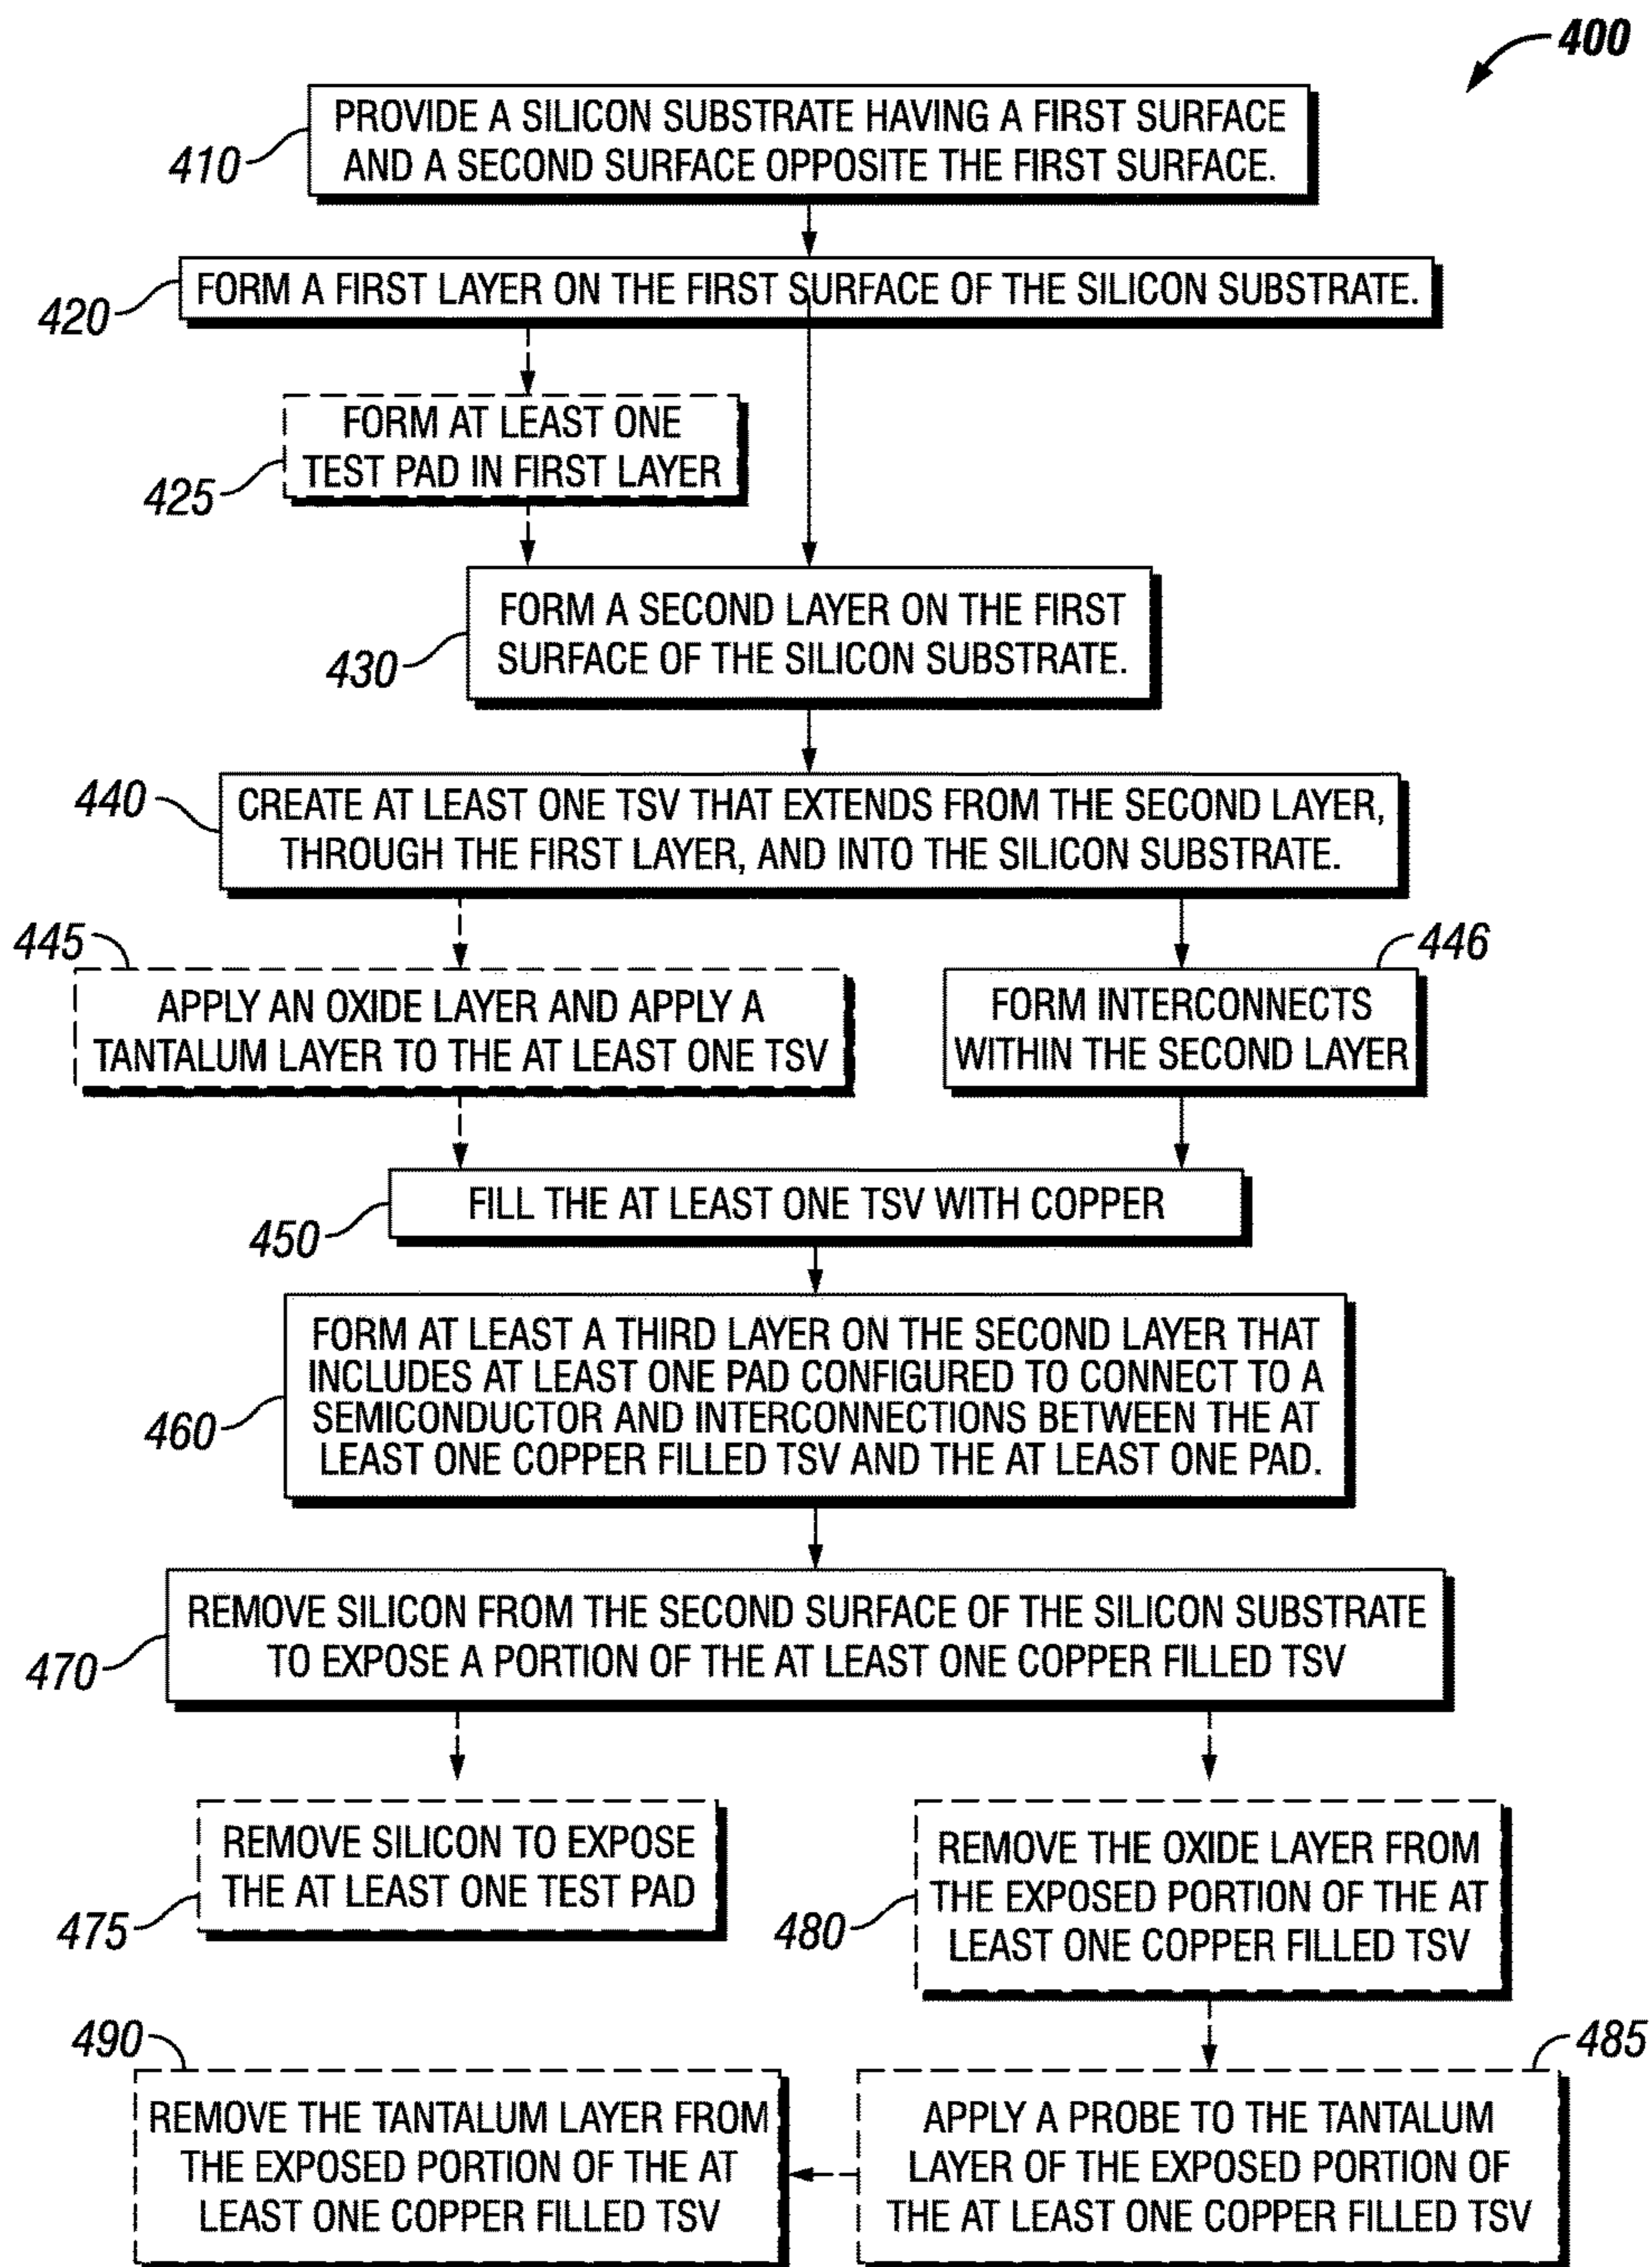 400
410
PROVIDE A SILICON SUBSTRATE HAVING A FIRST SURFACE
AND A SECOND SURFACE OPPOSITE THE FIRST SURFACE.
420
FORM A FIRST LAYER ON THE FIRST SURFACE OF THE SILICON SUBSTRATE.
425
FORM AT LEAST ONE
TEST PAD IN FIRST LAYER
430
FORM A SECOND LAYER ON THE FIRST
SURFACE OF THE SILICON SUBSTRATE.
440
CREATE AT LEAST ONE TSV THAT EXTENDS FROM THE SECOND LAYER,
THROUGH THE FIRST LAYER, AND INTO THE SILICON SUBSTRATE.
445
APPLY AN OXIDE LAYER AND APPLY A
TANTALUM LAYER TO THE AT LEAST ONE TSV
446
FORM INTERCONNECTS
WITHIN THE SECOND LAYER
450
FILL THE AT LEAST ONE TSV WITH COPPER
460
FORM AT LEAST A THIRD LAYER ON THE SECOND LAYER THAT
INCLUDES AT LEAST ONE PAD CONFIGURED TO CONNECT TO A
SEMICONDUCTOR AND INTERCONNECTIONS BETWEEN THE AT
LEAST ONE COPPER FILLED TSV AND THE AT LEAST ONE PAD.
470
REMOVE SILICON FROM THE SECOND SURFACE OF THE SILICON SUBSTRATE
TO EXPOSE A PORTION OF THE AT LEAST ONE COPPER FILLED TSV
475
REMOVE SILICON TO EXPOSE
THE AT LEAST ONE TEST PAD
480
REMOVE THE OXIDE LAYER FROM
THE EXPOSED PORTION OF THE AT
LEAST ONE COPPER FILLED TSV
490
REMOVE THE TANTALUM LAYER FROM
THE EXPOSED PORTION OF THE AT
LEAST ONE COPPER FILLED TSV
485
APPLY A PROBE TO THE TANTALUM
LAYER OF THE EXPOSED PORTION OF
THE AT LEAST ONE COPPER FILLED TSV